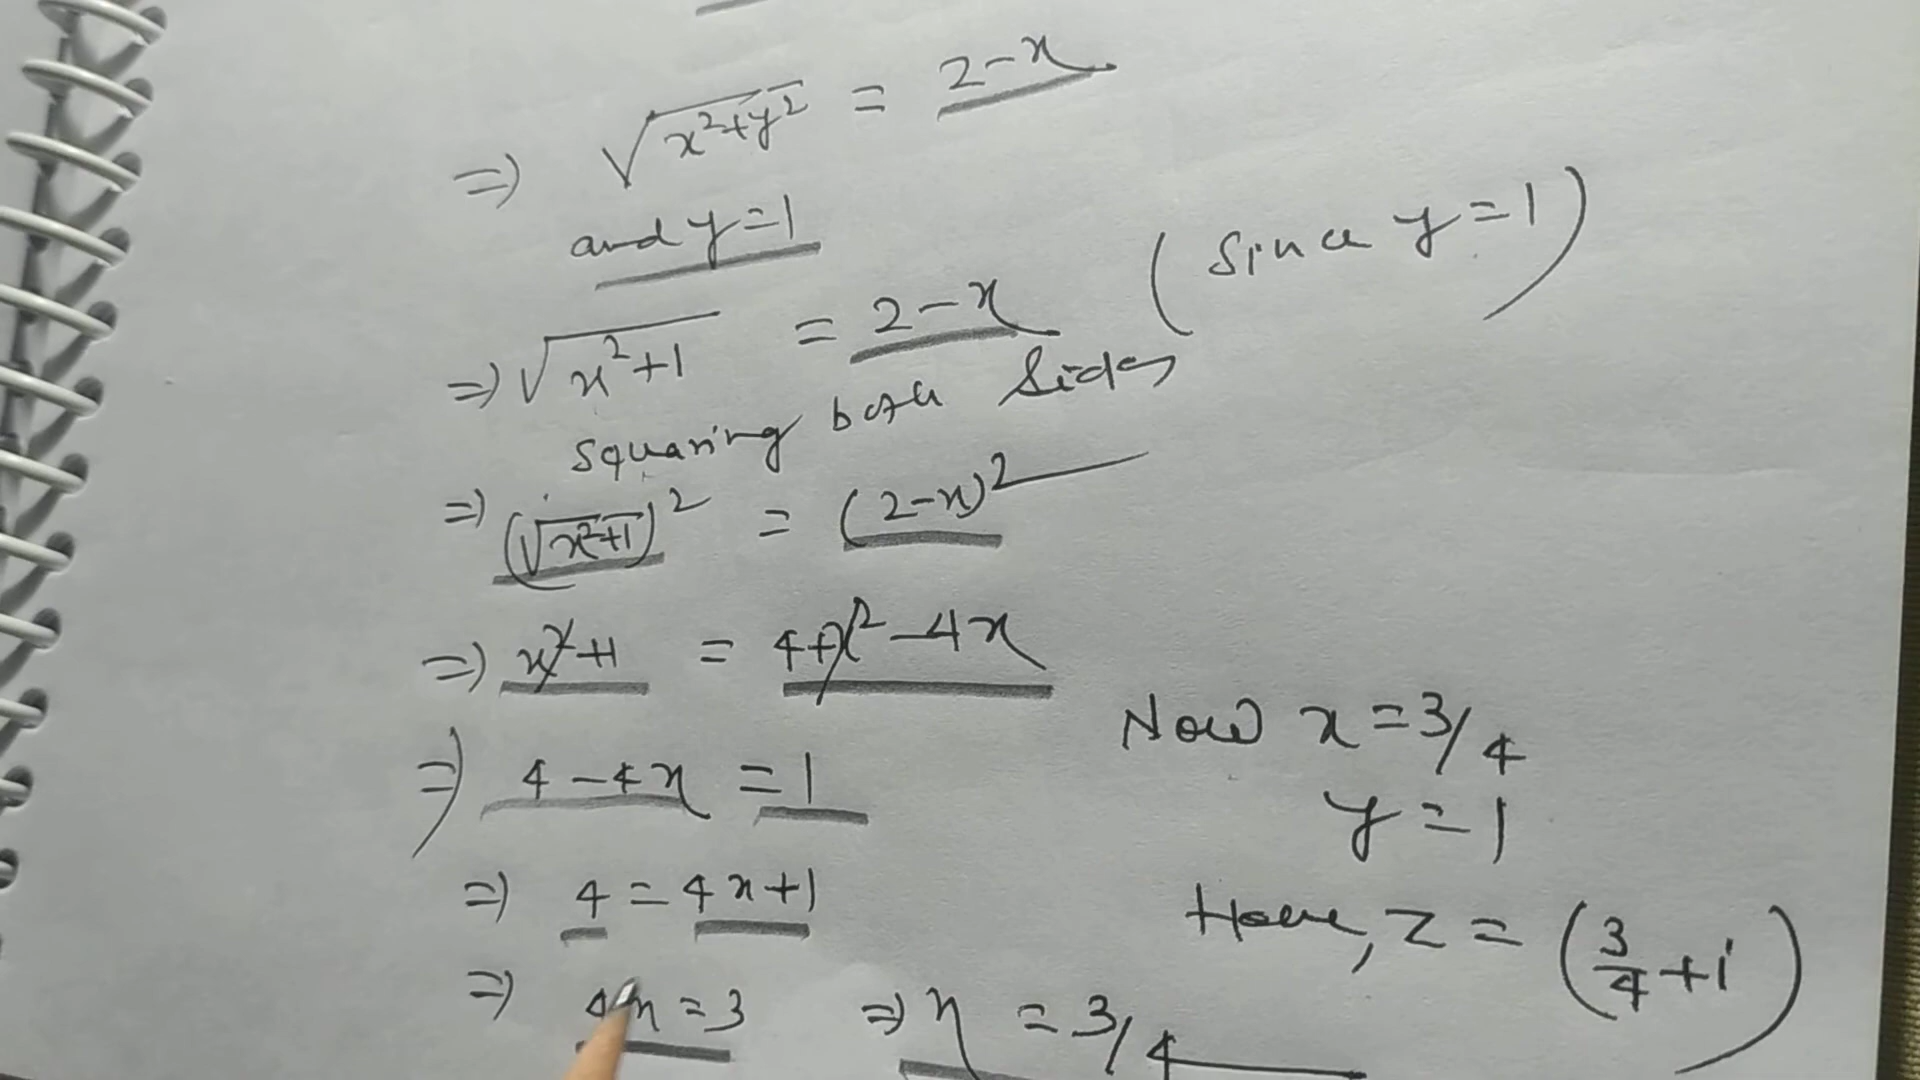 ⇒ √(x²+y²) = 2-x
and y=1
⇒ √(x²+1) = 2-x (since y=1)
squaring both sides
⇒ (√(x²+1))² = (2-x)²
⇒ x²+1 = 4+x²-4x
⇒ 4-4x = 1
⇒ 4 = 4x+1
⇒ 4x=3 ⇒ x = 3/4
Now x = 3/4
y = 1
z = (3/4 + i)